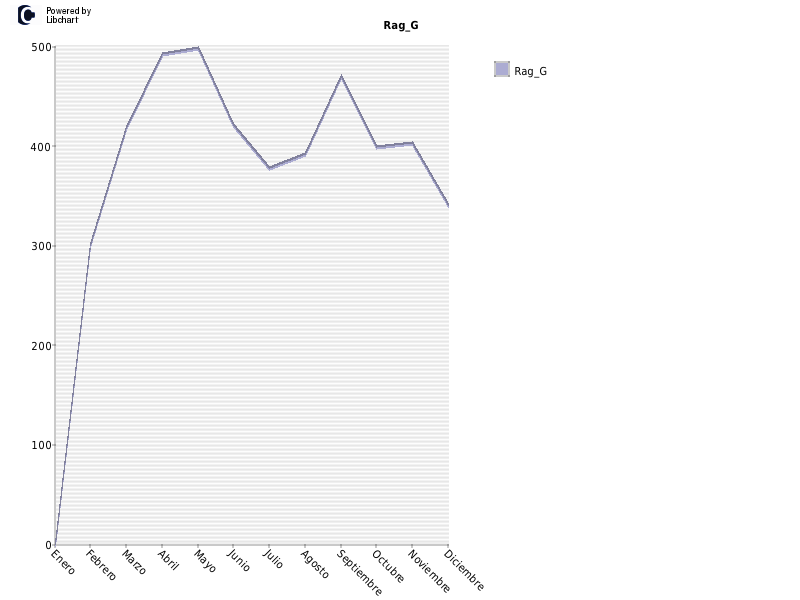 Powered by
Libchart
Rag_G
Rag_G
500
400
300
200
100
0
Enero
Febrero
Marzo
Abril
Mayo
Junio
Julio
Agosto
Septiembre
Octubre
Noviembre
Diciembre